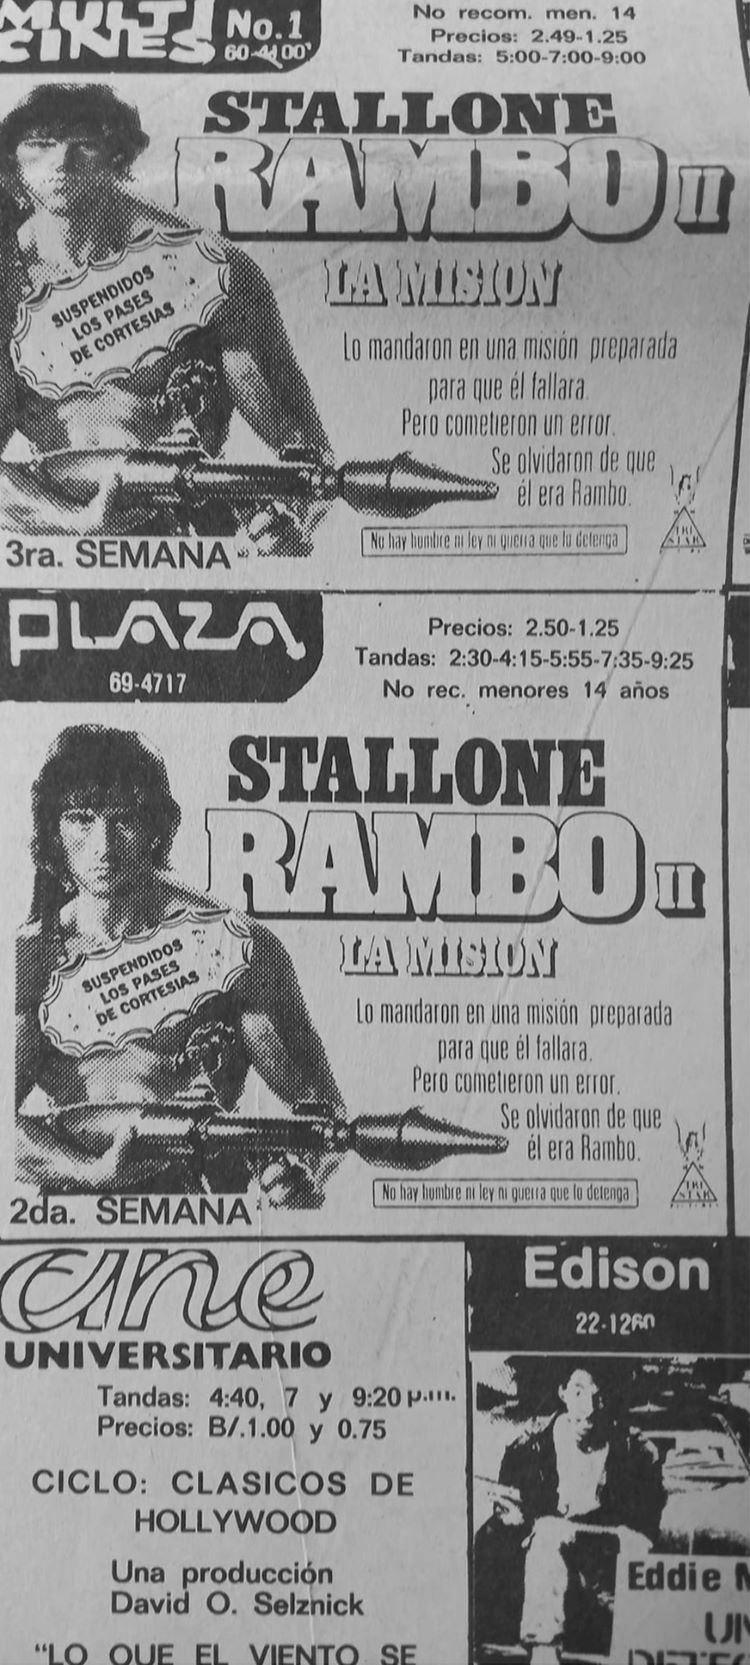 MULTI
CINES
No.1
60-4400
No recom. men. 14
Precios: 2.49-1.25
Tandas: 5:00-7:00-9:00
STALLONE
RAMBO II
LA MISION
SUSPENDIDOS
LOS PASES
DE CORTESIAS
Lo mandaron en una misión preparada
para que él fallara.
Pero cometieron un error.
Se olvidaron de que
él era Rambo.
No hay hombre ni ley ni guerra que lo detenga
TRI
STAR
3ra. SEMANA
PLAZA
69-4717
Precios: 2.50-1.25
Tandas: 2:30-4:15-5:55-7:35-9:25
No rec. menores 14 años
STALLONE
RAMBO II
LA MISION
SUSPENDIDOS
LOS PASES
DE CORTESIAS
Lo mandaron en una misión preparada
para que él fallara.
Pero cometieron un error.
Se olvidaron de que
él era Rambo.
No hay hombre ni ley ni guerra que lo detenga
TRI
STAR
2da. SEMANA
cine
UNIVERSITARIO
Tandas: 4:40, 7 y 9:20 p.m.
Precios: B/.1.00 y 0.75
CICLO: CLASICOS DE
HOLLYWOOD
Una producción
David O. Selznick
"LO QUE EL VIENTO SE
Edison
22-1260
Eddie M
UN